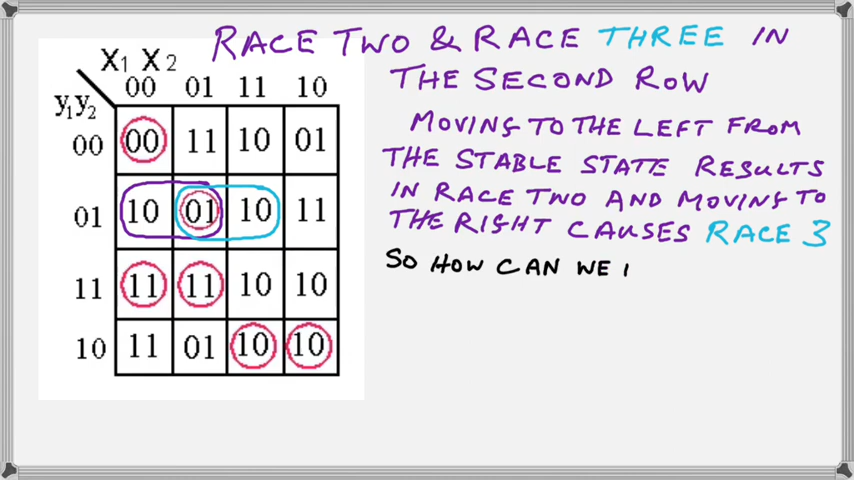 RACE TWO & RACE THREE IN
THE SECOND ROW
MOVING TO THE LEFT FROM
THE STABLE STATE RESULTS
IN RACE TWO AND MOVING TO
THE RIGHT CAUSES RACE 3
SO HOW CAN WE
X1 X2
00 01 11 10
y1y2
00 00 11 10 01
01 10 01 10 11
11 11 11 10 10
10 11 01 10 10